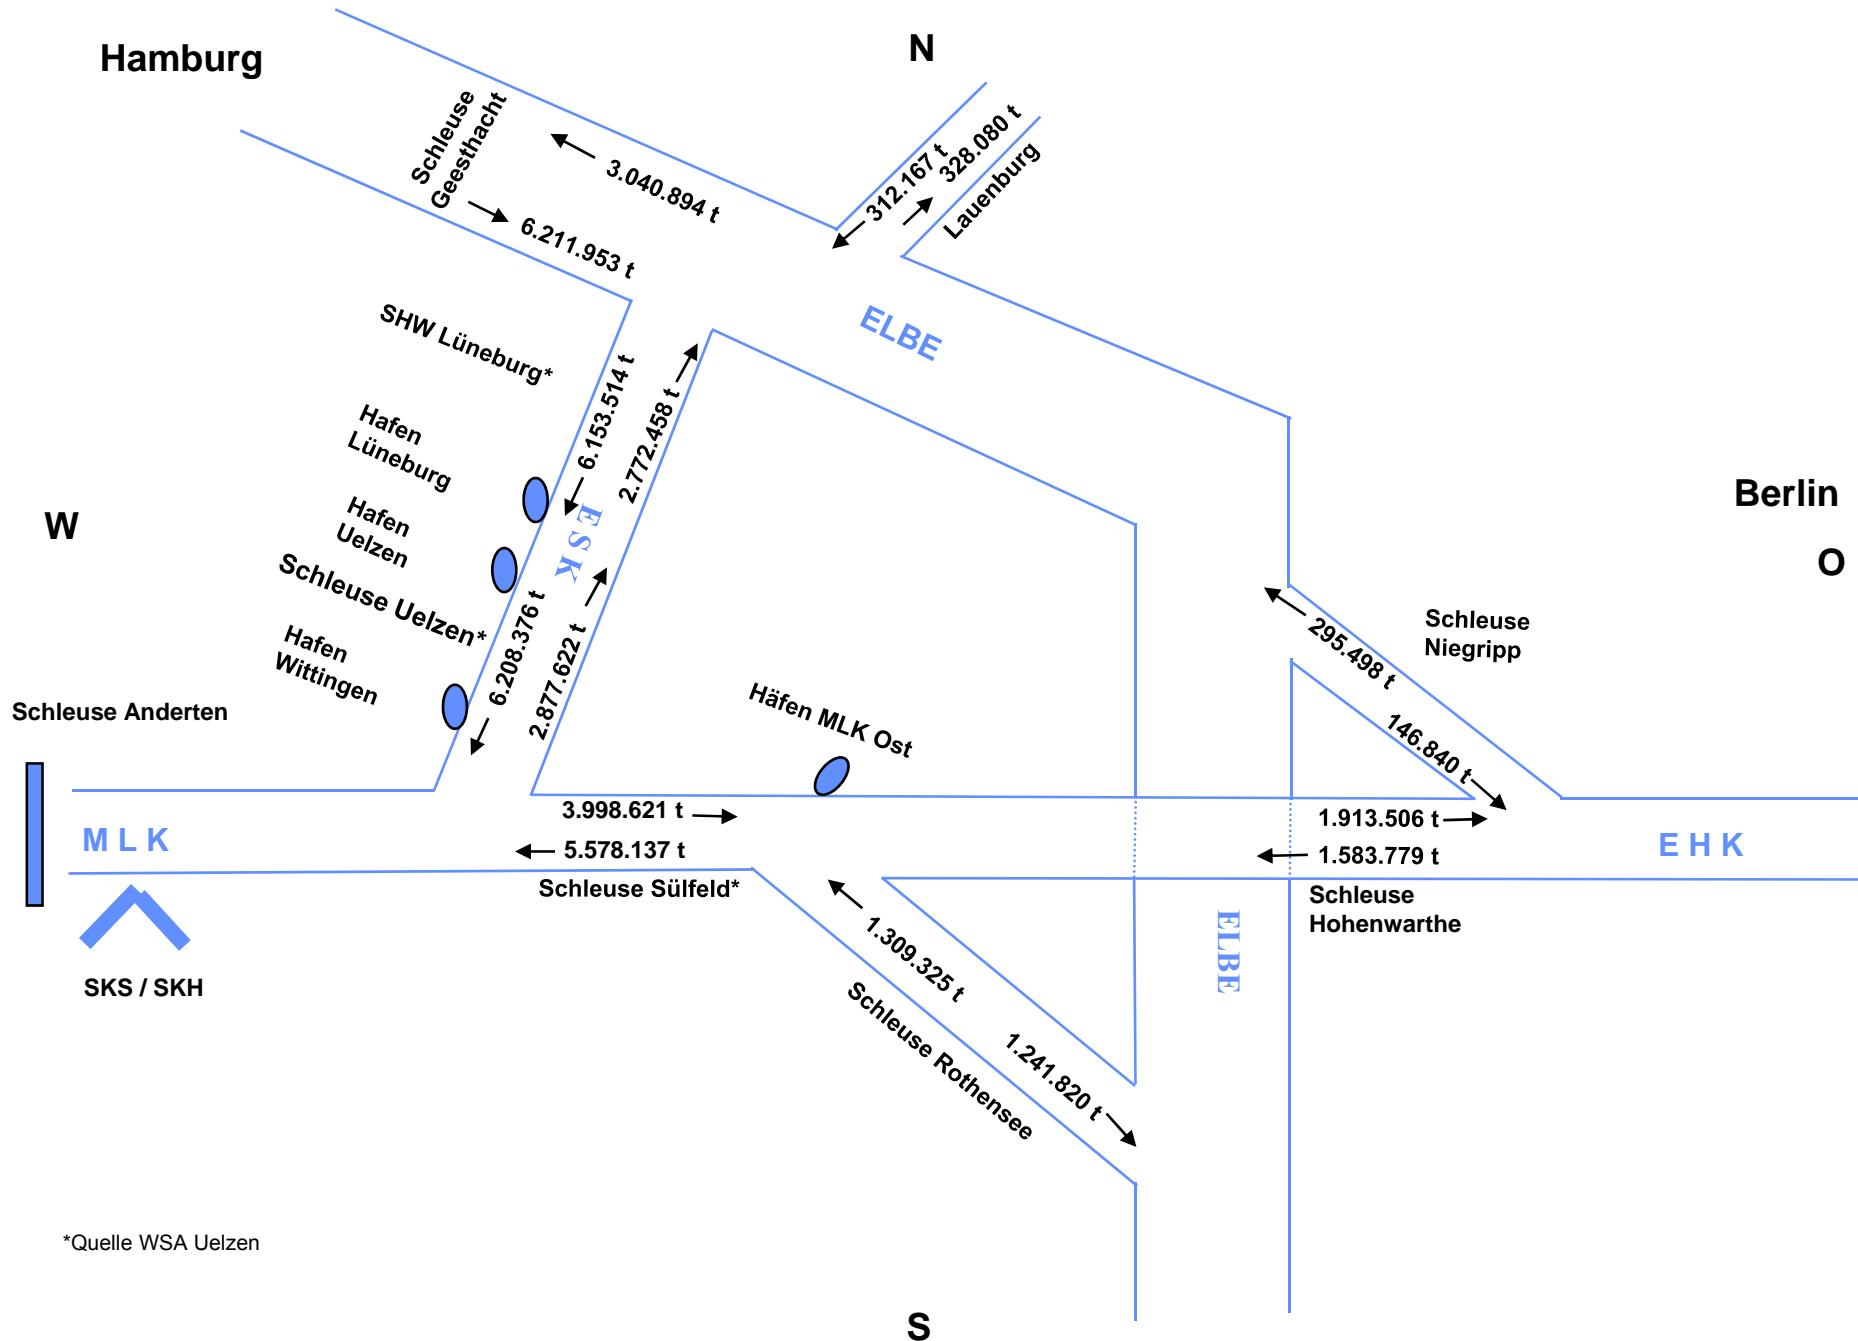 Hamburg
N
Schleuse
Geesthacht
3.040.894 t
6.211.953 t
312.167 t
328.080 t
Lauenburg
ELBE
SHW Lüneburg*
6.153.514 t
2.772.458 t
Hafen
Lüneburg
W
Hafen
Uelzen
E S K
Berlin
O
Schleuse Uelzen*
6.208.376 t
2.877.622 t
Hafen
Wittingen
Schleuse
Niegripp
295.498 t
146.840 t
Schleuse Anderten
Häfen MLK Ost
3.998.621 t
1.913.506 t
M L K
5.578.137 t
1.583.779 t
E H K
Schleuse Sülfeld*
Schleuse
Hohenwarthe
ELBE
1.309.325 t
1.241.820 t
Schleuse Rothensee
SKS / SKH
*Quelle WSA Uelzen
S